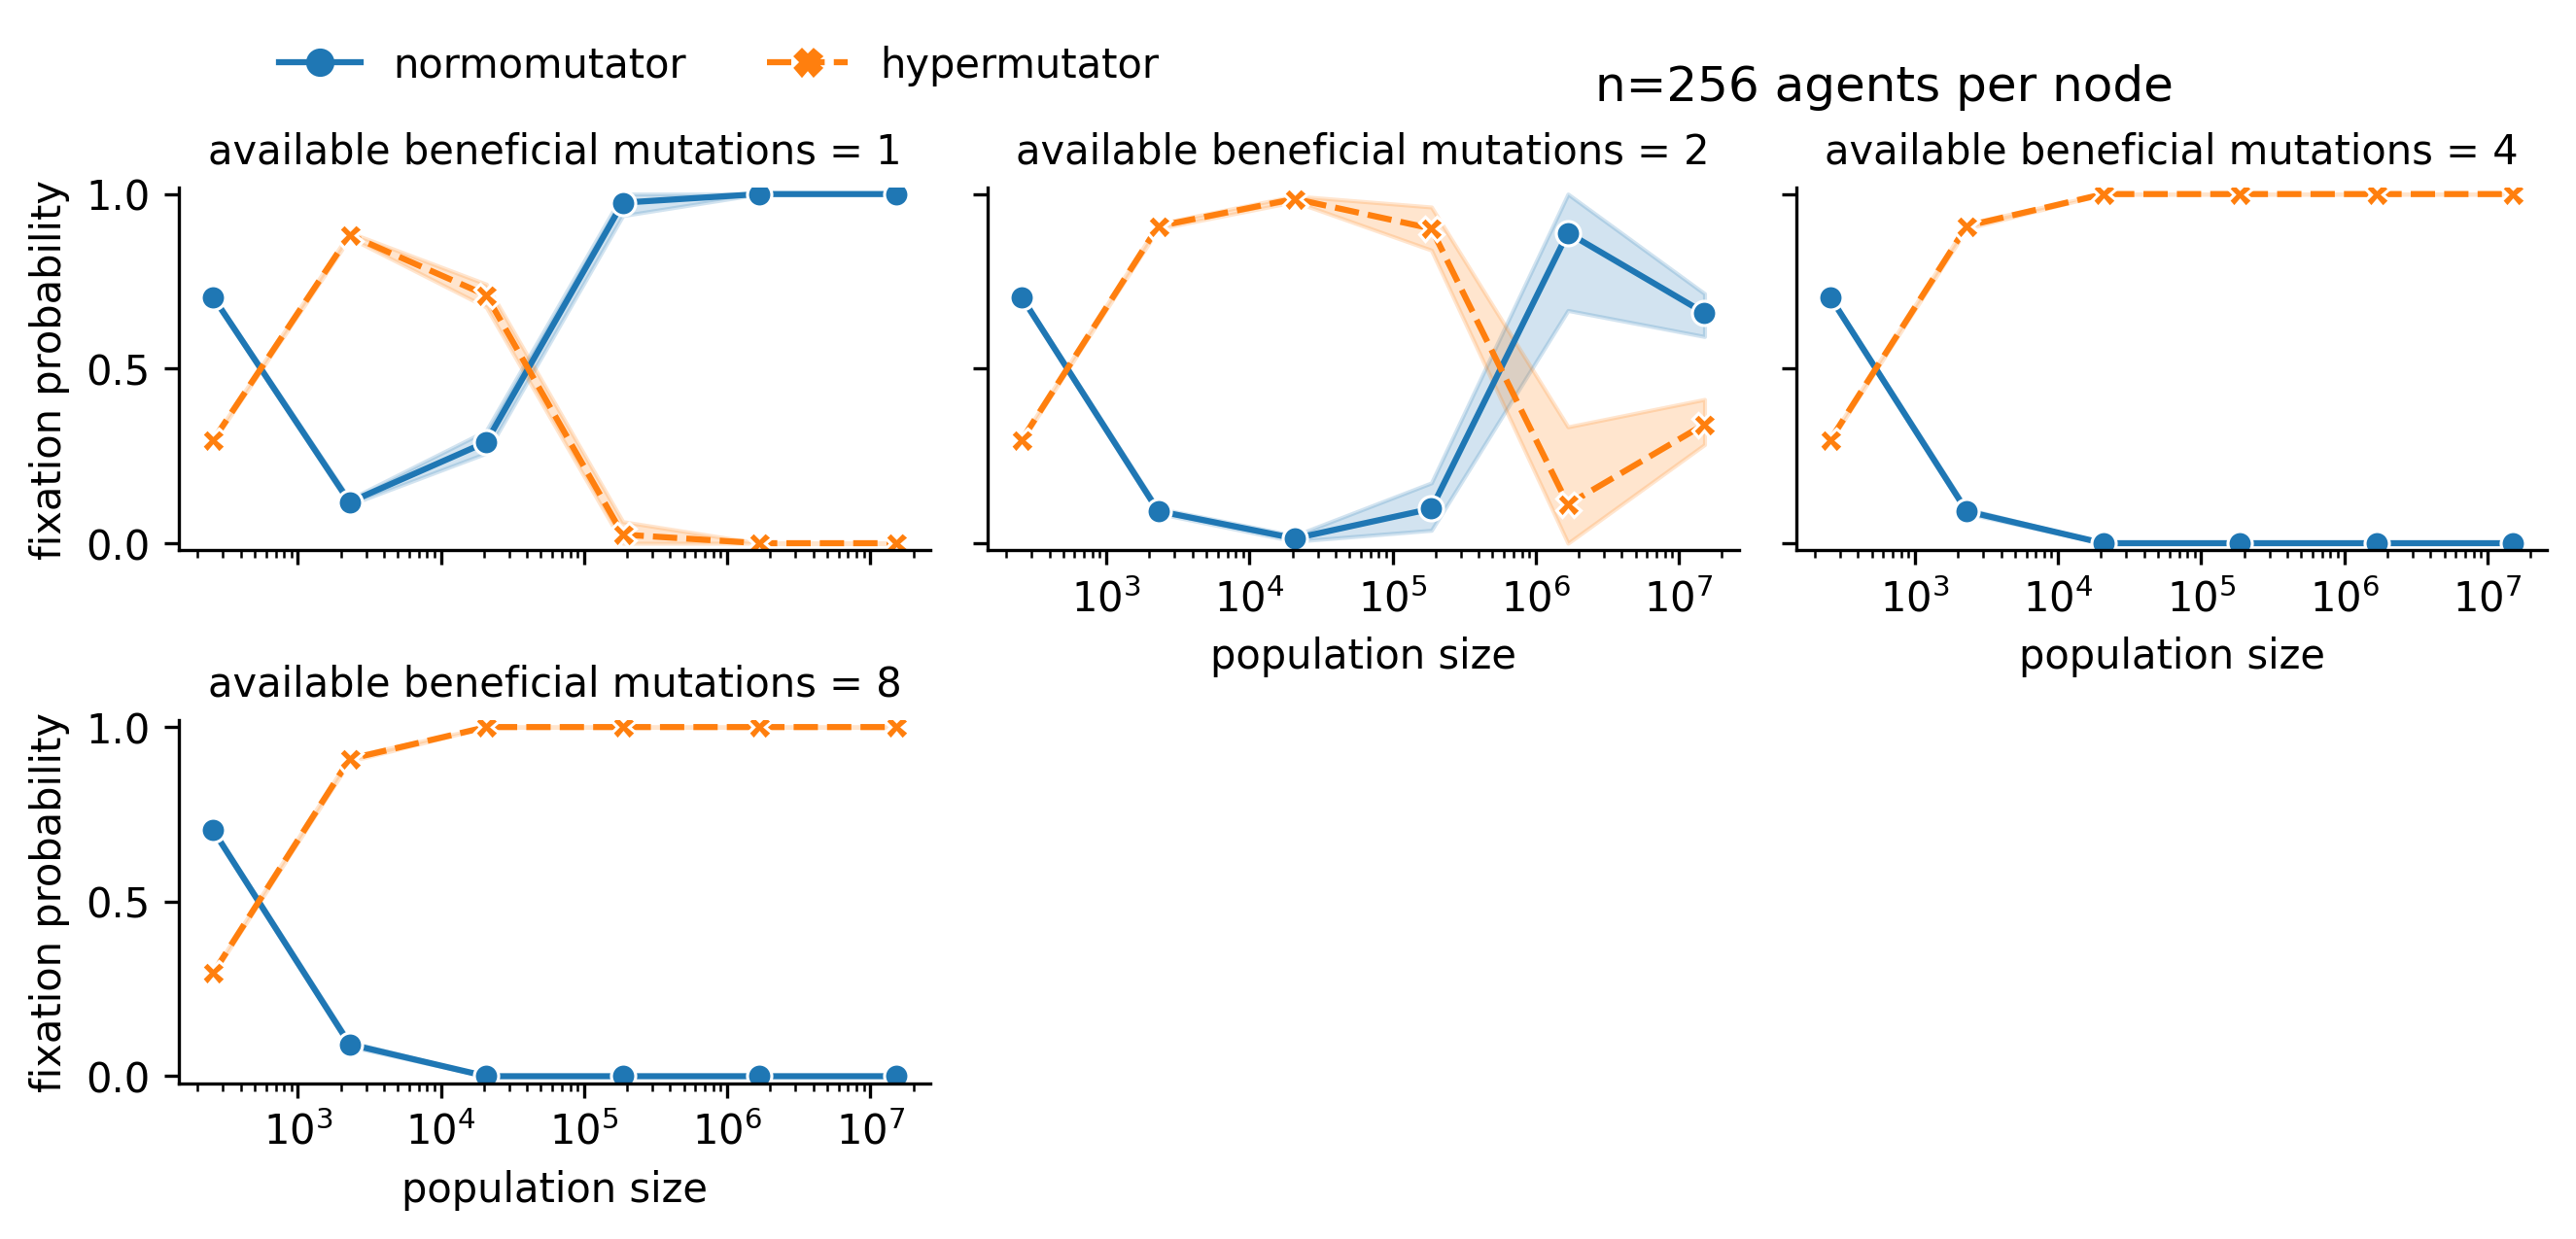 normomutator
hypermutator
n=256 agents per node
available beneficial mutations = 1
available beneficial mutations = 2
available beneficial mutations = 4
fixation probability
1.0
0.5
0.0
10³ 10⁴ 10⁵ 10⁶ 10⁷
population size
10³ 10⁴ 10⁵ 10⁶ 10⁷
population size
available beneficial mutations = 8
fixation probability
1.0
0.5
0.0
10³ 10⁴ 10⁵ 10⁶ 10⁷
population size